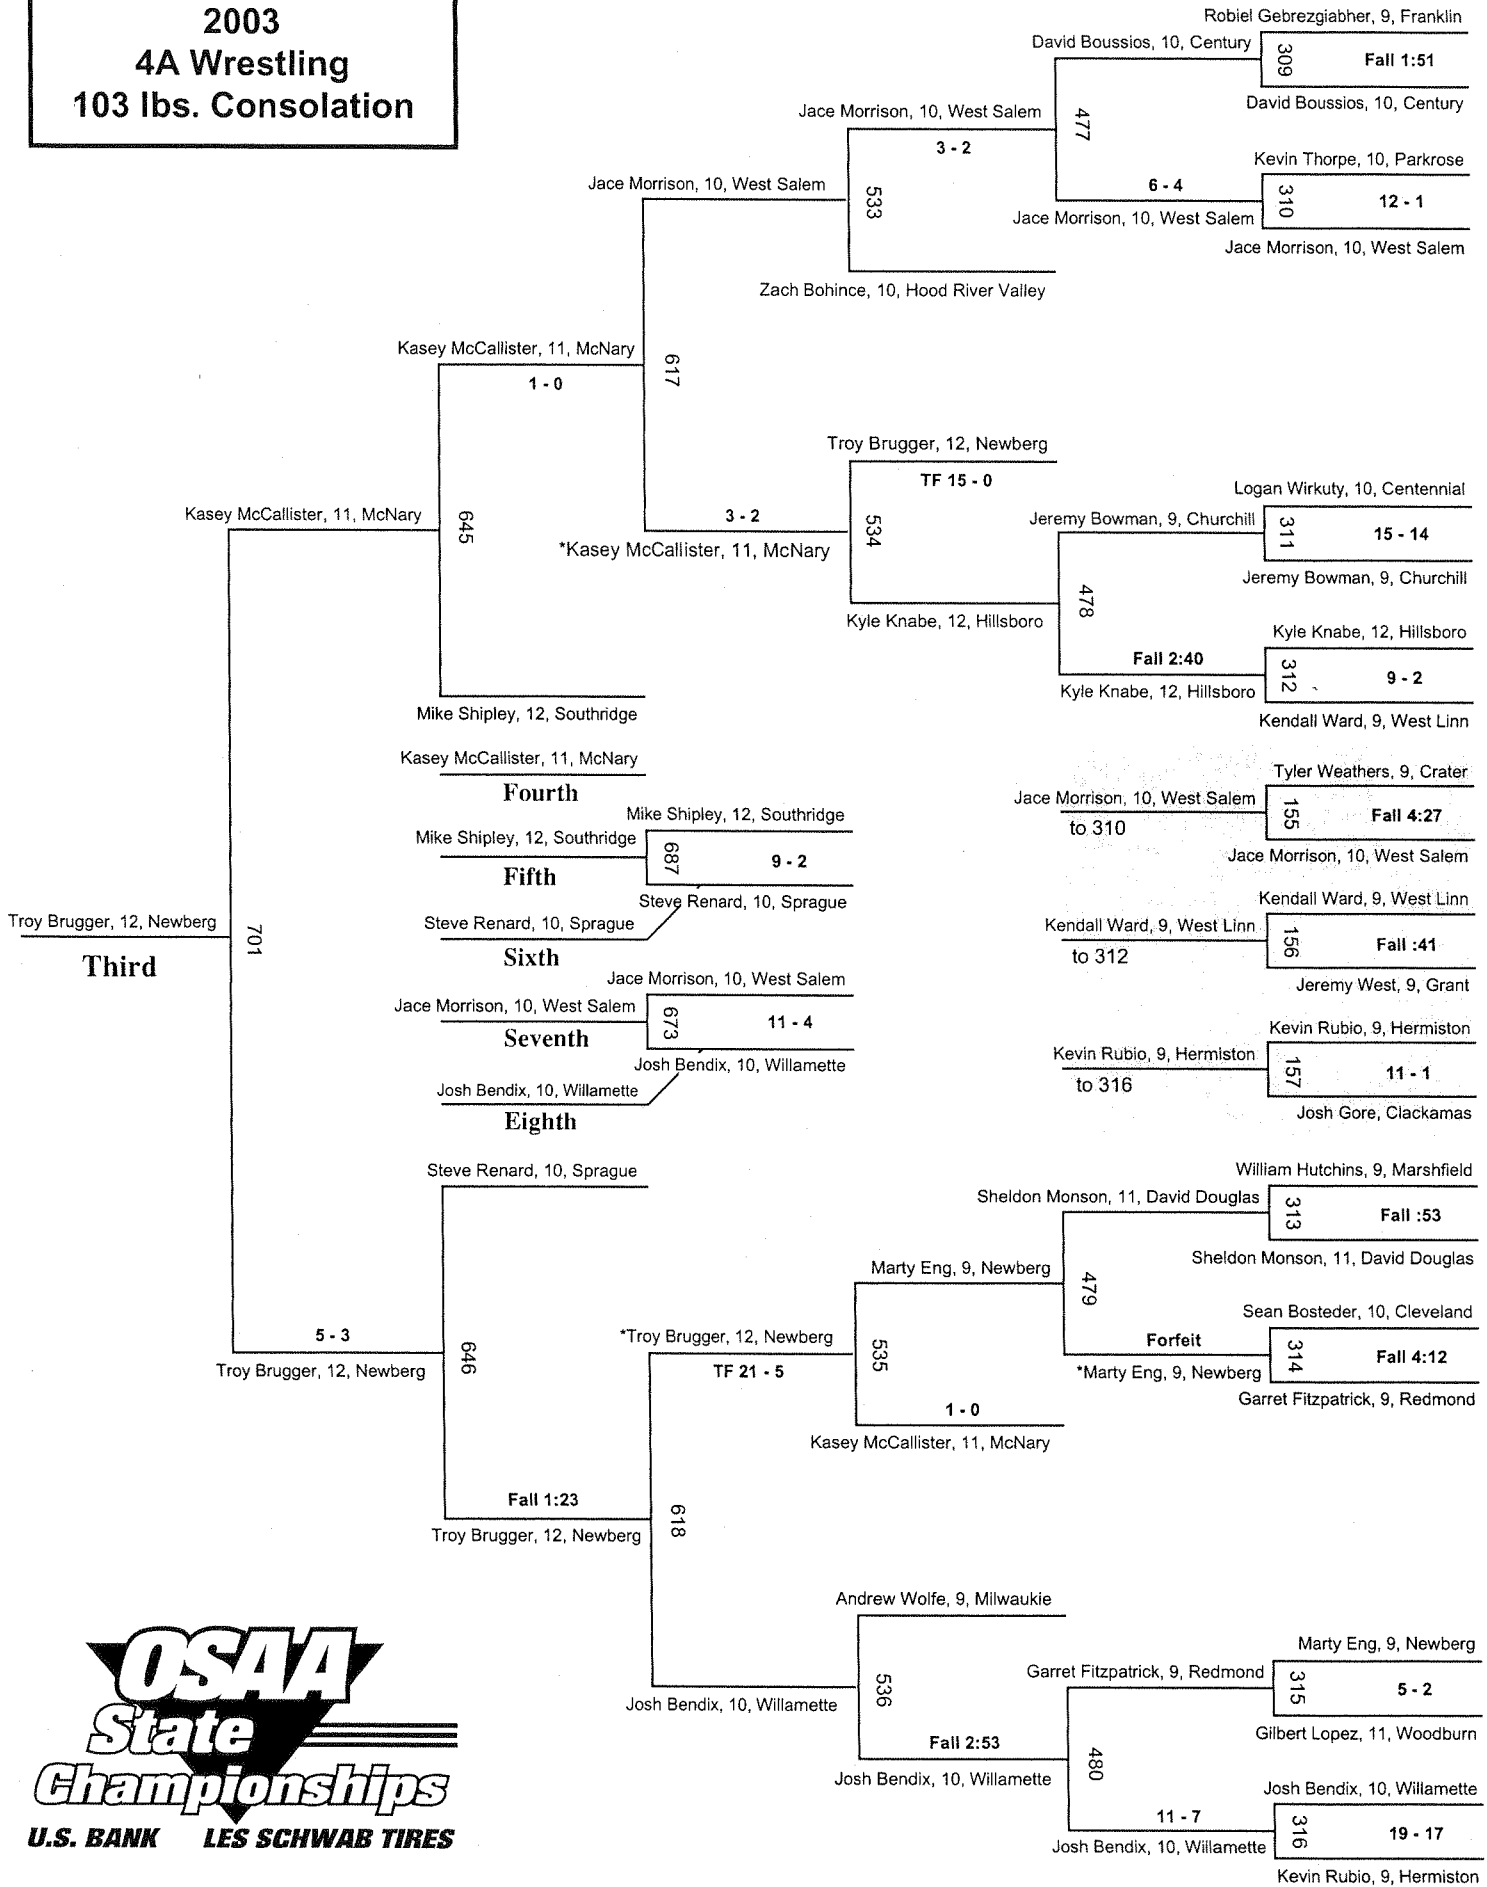 2003
4A Wrestling
103 lbs. Consolation
Robiel Gebrezgiabher, 9, Franklin
David Boussios, 10, Century
309
Fall 1:51
David Boussios, 10, Century
Jace Morrison, 10, West Salem
3 - 2
477
Kevin Thorpe, 10, Parkrose
6 - 4
310
12 - 1
Jace Morrison, 10, West Salem
Jace Morrison, 10, West Salem
Jace Morrison, 10, West Salem
533
Zach Bohince, 10, Hood River Valley
Kasey McCallister, 11, McNary
1 - 0
617
Troy Brugger, 12, Newberg
TF 15 - 0
Logan Wirkuty, 10, Centennial
Kasey McCallister, 11, McNary
645
3 - 2
534
Jeremy Bowman, 9, Churchill
311
15 - 14
*Kasey McCallister, 11, McNary
Jeremy Bowman, 9, Churchill
478
Kyle Knabe, 12, Hillsboro
Kyle Knabe, 12, Hillsboro
Fall 2:40
312
9 - 2
Kyle Knabe, 12, Hillsboro
Mike Shipley, 12, Southridge
Kendall Ward, 9, West Linn
Kasey McCallister, 11, McNary
Fourth
Tyler Weathers, 9, Crater
Jace Morrison, 10, West Salem
to 310
155
Fall 4:27
Jace Morrison, 10, West Salem
Mike Shipley, 12, Southridge
Mike Shipley, 12, Southridge
687
9 - 2
Fifth
Steve Renard, 10, Sprague
Steve Renard, 10, Sprague
Sixth
Kendall Ward, 9, West Linn
Kendall Ward, 9, West Linn
to 312
156
Fall :41
Jeremy West, 9, Grant
Troy Brugger, 12, Newberg
Third
701
Jace Morrison, 10, West Salem
Jace Morrison, 10, West Salem
673
11 - 4
Seventh
Josh Bendix, 10, Willamette
Josh Bendix, 10, Willamette
Eighth
Kevin Rubio, 9, Hermiston
Kevin Rubio, 9, Hermiston
to 316
157
11 - 1
Josh Gore, Clackamas
Steve Renard, 10, Sprague
William Hutchins, 9, Marshfield
Sheldon Monson, 11, David Douglas
313
Fall :53
Sheldon Monson, 11, David Douglas
Marty Eng, 9, Newberg
479
Sean Bosteder, 10, Cleveland
5 - 3
Troy Brugger, 12, Newberg
646
*Troy Brugger, 12, Newberg
TF 21 - 5
535
Forfeit
*Marty Eng, 9, Newberg
314
Fall 4:12
Garret Fitzpatrick, 9, Redmond
1 - 0
Kasey McCallister, 11, McNary
Fall 1:23
Troy Brugger, 12, Newberg
618
Andrew Wolfe, 9, Milwaukie
Marty Eng, 9, Newberg
Garret Fitzpatrick, 9, Redmond
315
5 - 2
Josh Bendix, 10, Willamette
536
Gilbert Lopez, 11, Woodburn
Fall 2:53
Josh Bendix, 10, Willamette
480
Josh Bendix, 10, Willamette
11 - 7
316
19 - 17
Josh Bendix, 10, Willamette
Kevin Rubio, 9, Hermiston
OSAA
State
Championships
U.S. BANK LES SCHWAB TIRES